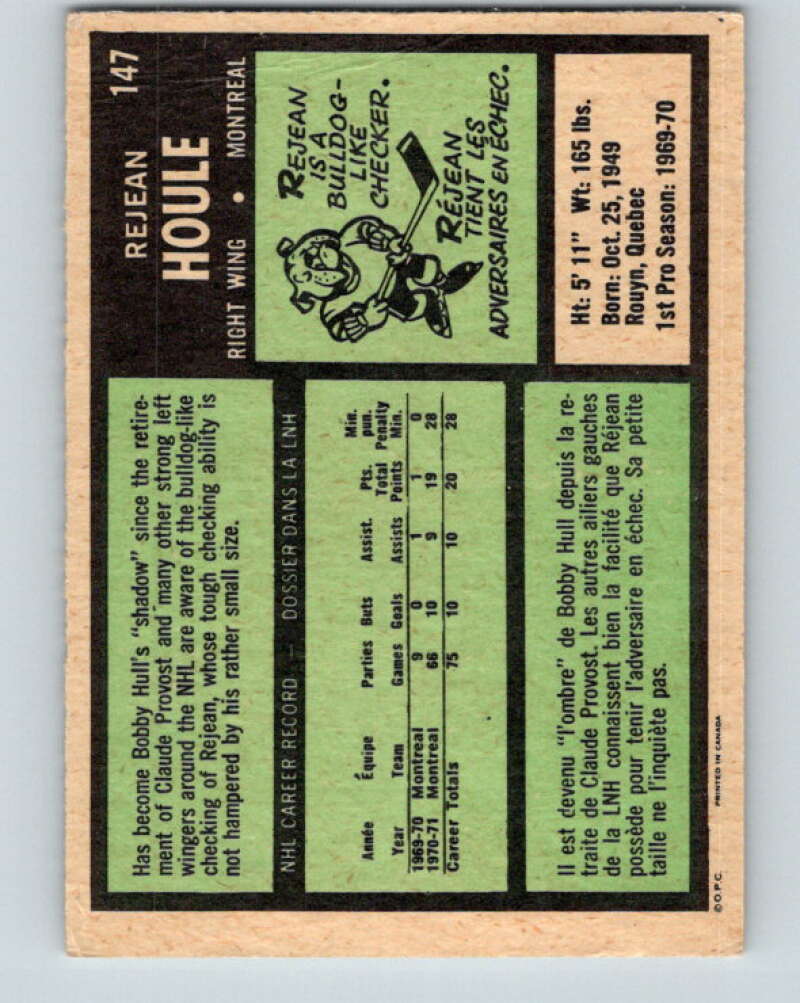 147
REJEAN
HOULE
RIGHT WING • MONTREAL
REJEAN
IS A
BULLDOG-
LIKE
CHECKER.
RÉJEAN
TIENT LES
ADVERSAIRES EN ÉCHEC.
Ht: 5' 11" Wt: 165 lbs.
Born: Oct. 25, 1949
Rouyn, Quebec
1st Pro Season: 1969-70
Has become Bobby Hull's "shadow" since the retire-
ment of Claude Provost and many other strong left
wingers around the NHL are aware of the bulldog-like
checking of Rejean, whose tough checking ability is
not hampered by his rather small size.
NHL CAREER RECORD — DOSSIER DANS LA LNH
Année Équipe Parties Buts Assist. Pts. Total Min. pun. Penalty
Year Team Games Goals Assists Points Min.
1969-70 Montreal 9 0 1 1 0
1970-71 Montreal 66 10 9 19 28
Career Totals 75 10 10 20 28
Il est devenu "l'ombre" de Bobby Hull depuis la re-
traite de Claude Provost. Les autres ailiers gauches
de la LNH connaissent bien la facilité que Réjean
possède pour tenir l'adversaire en échec. Sa petite
taille ne l'inquiète pas.
© O.P.C. PRINTED IN CANADA